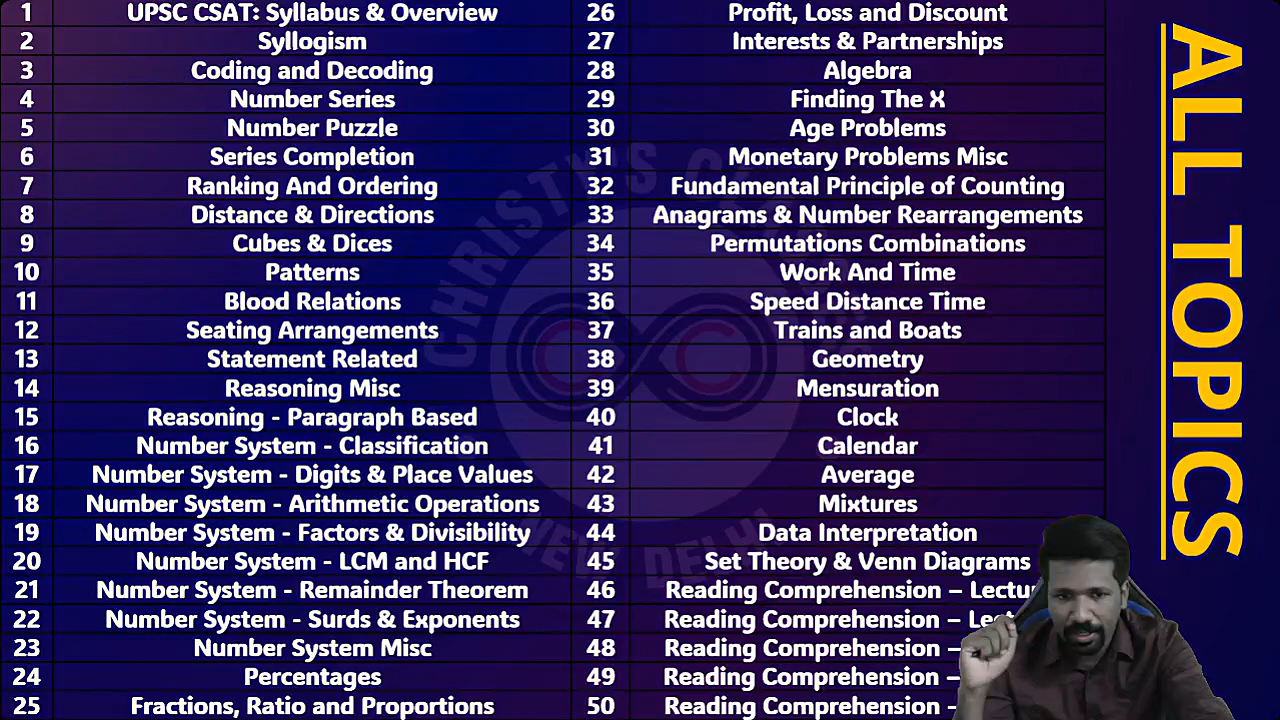 1 UPSC CSAT: Syllabus & Overview
2 Syllogism
3 Coding and Decoding
4 Number Series
5 Number Puzzle
6 Series Completion
7 Ranking And Ordering
8 Distance & Directions
9 Cubes & Dices
10 Patterns
11 Blood Relations
12 Seating Arrangements
13 Statement Related
14 Reasoning Misc
15 Reasoning - Paragraph Based
16 Number System - Classification
17 Number System - Digits & Place Values
18 Number System - Arithmetic Operations
19 Number System - Factors & Divisibility
20 Number System - LCM and HCF
21 Number System - Remainder Theorem
22 Number System - Surds & Exponents
23 Number System Misc
24 Percentages
25 Fractions, Ratio and Proportions
26 Profit, Loss and Discount
27 Interests & Partnerships
28 Algebra
29 Finding The X
30 Age Problems
31 Monetary Problems Misc
32 Fundamental Principle of Counting
33 Anagrams & Number Rearrangements
34 Permutations Combinations
35 Work And Time
36 Speed Distance Time
37 Trains and Boats
38 Geometry
39 Mensuration
40 Clock
41 Calendar
42 Average
43 Mixtures
44 Data Interpretation
45 Set Theory & Venn Diagrams
46 Reading Comprehension –
47 Reading Comprehension –
48 Reading Comprehension –
49 Reading Comprehension –
50 Reading Comprehension -
ALL TOPICS
CHRISTY'S
NEW DELHI